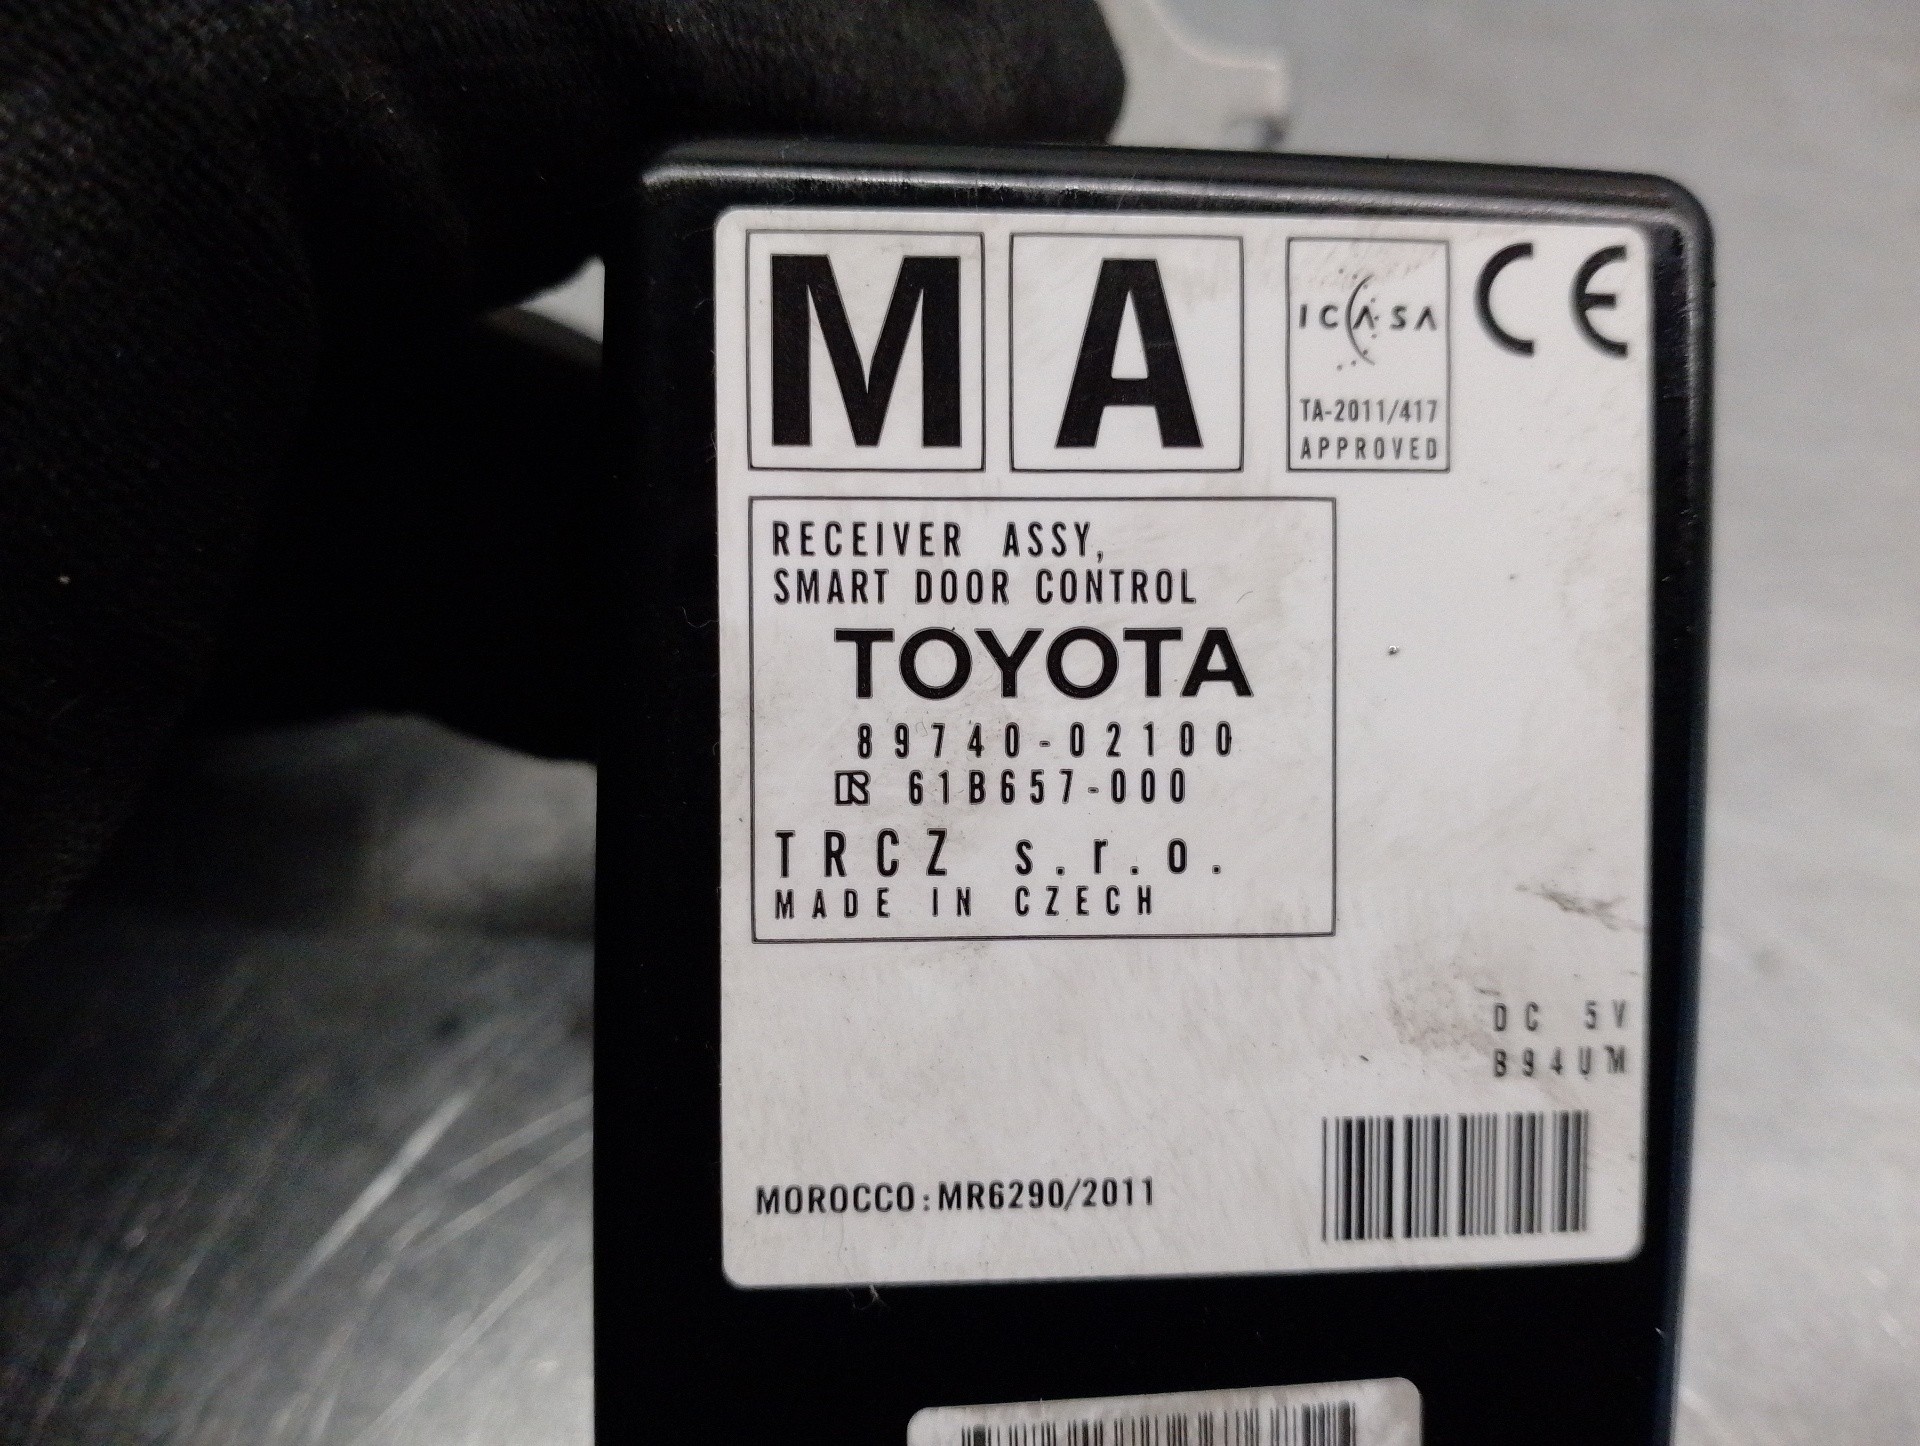 MA
ICASA
TA-2011/417
APPROVED
CE
RECEIVER ASSY,
SMART DOOR CONTROL
TOYOTA
89740-02100
61B657-000
TRCZ s.r.o.
MADE IN CZECH
DC 5V
B94UM
MOROCCO:MR6290/2011